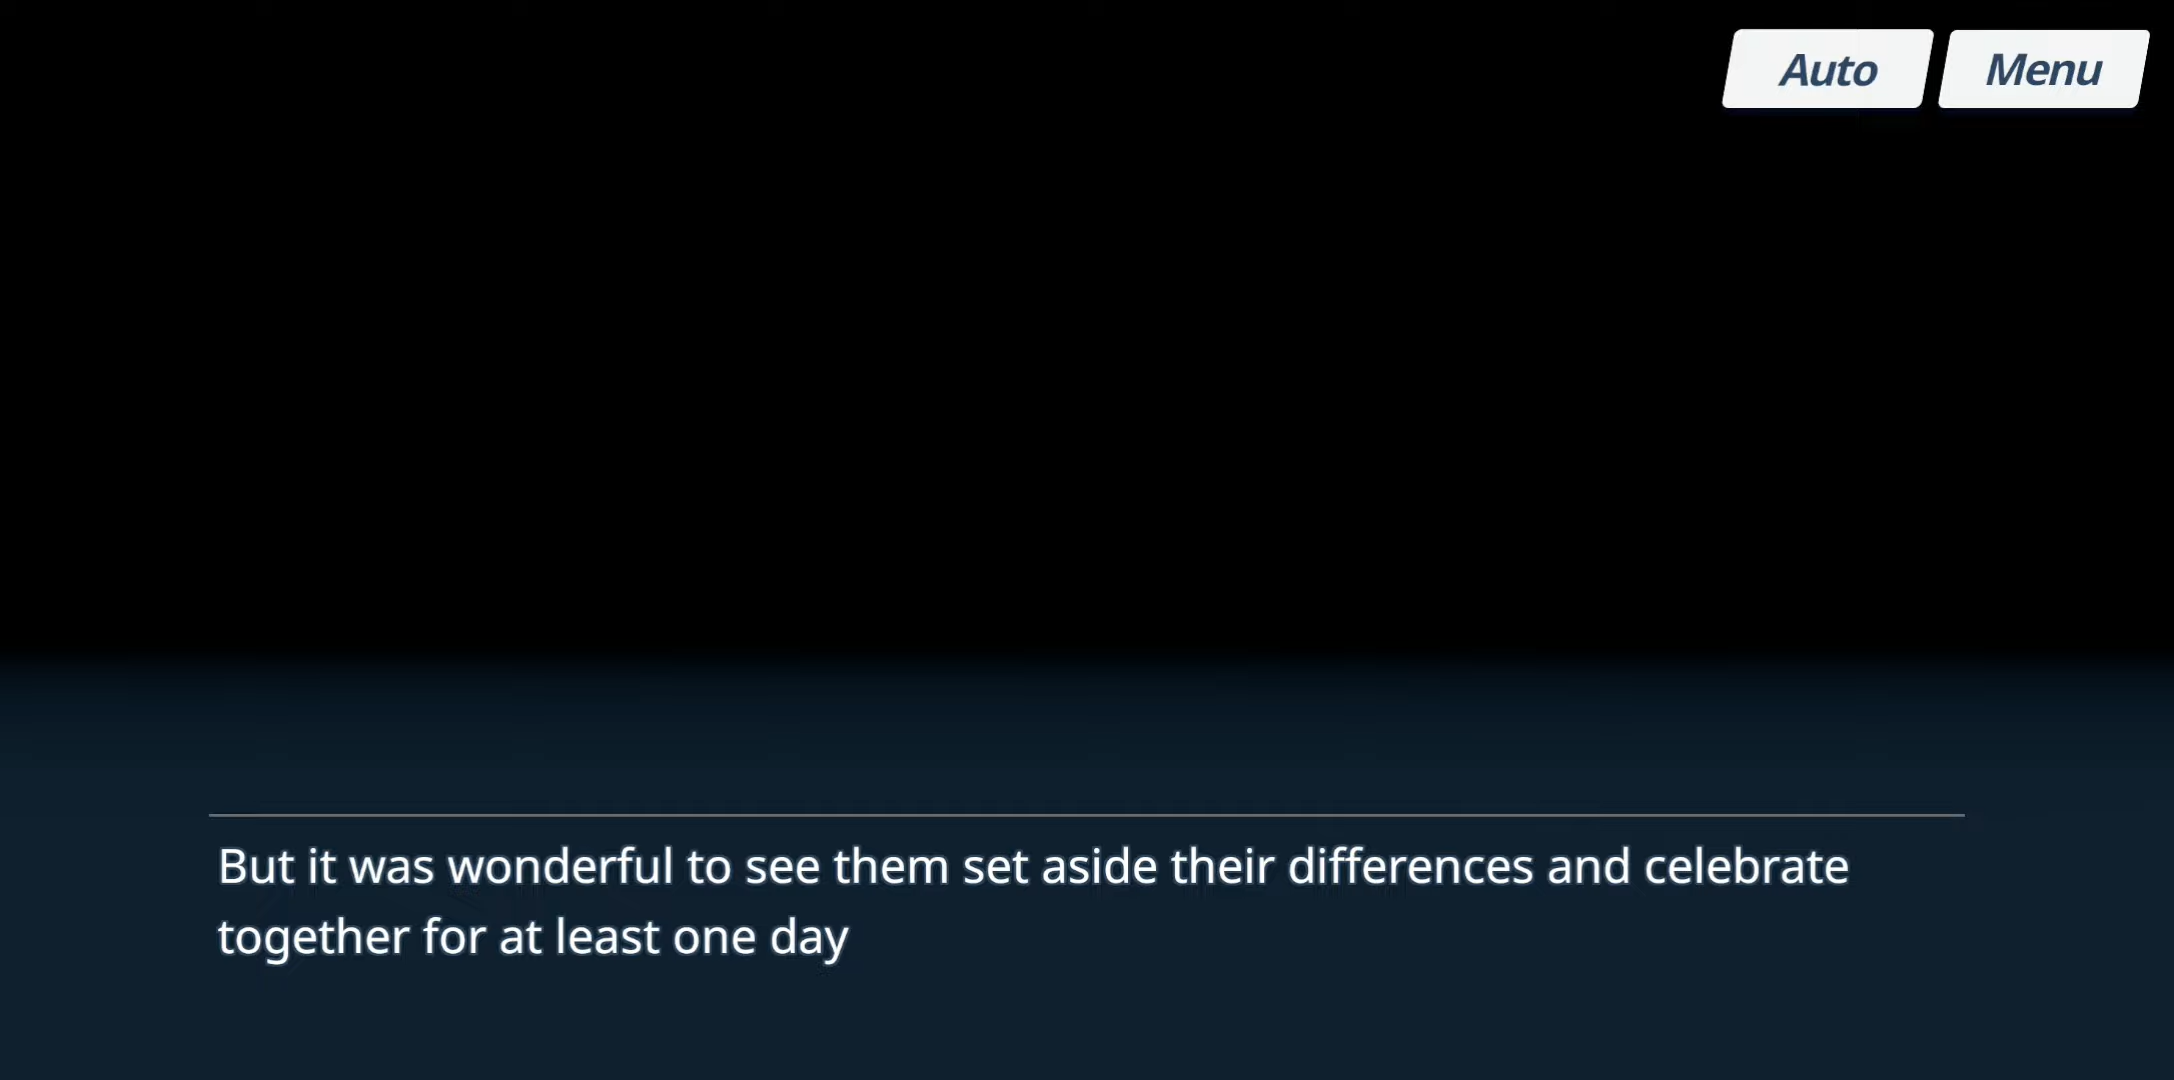 Auto
Menu
But it was wonderful to see them set aside their differences and celebrate
together for at least one day